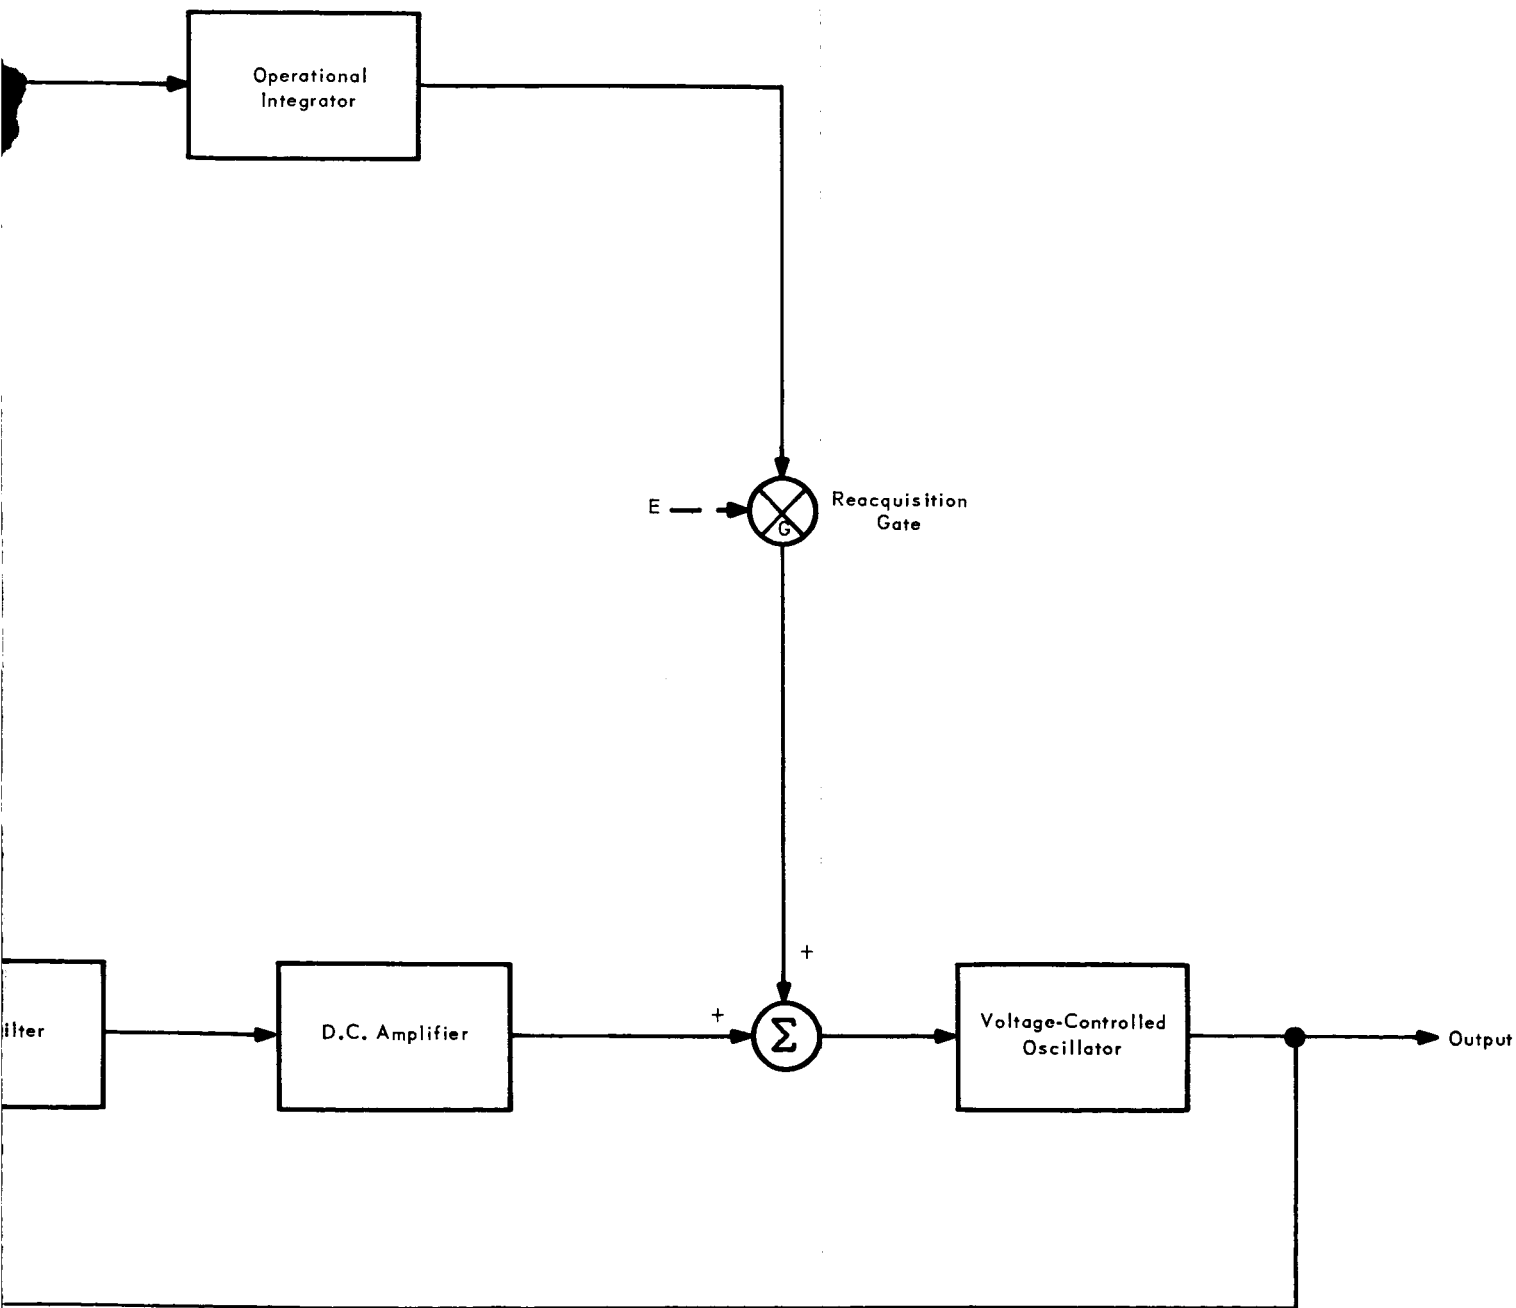 Operational
Integrator
E
G
Reacquisition
Gate
+
+
ilter
D.C. Amplifier
Σ
Voltage-Controlled
Oscillator
Output